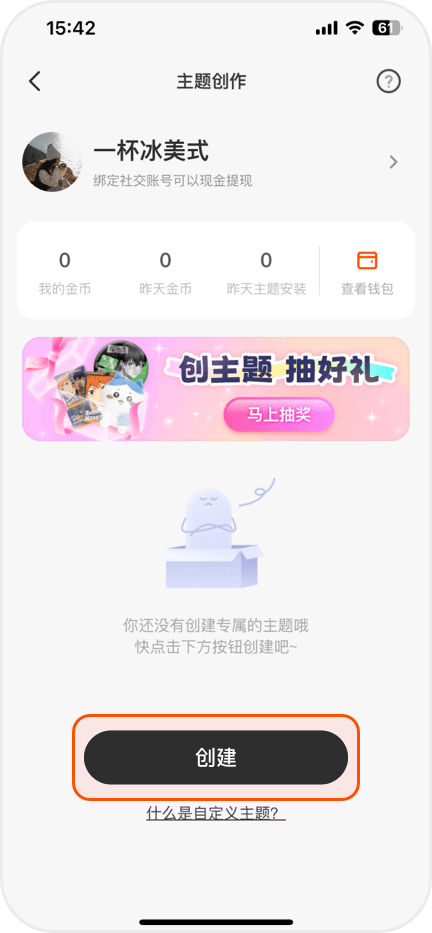 15:42
61
主题创作
一杯冰美式
绑定社交账号可以现金提现
0 0 0
我的金币 昨天金币 昨天主题安装 查看钱包
创主题 抽好礼
马上抽奖
你还没有创建专属的主题哦
快点击下方按钮创建吧~
创建
什么是自定义主题？